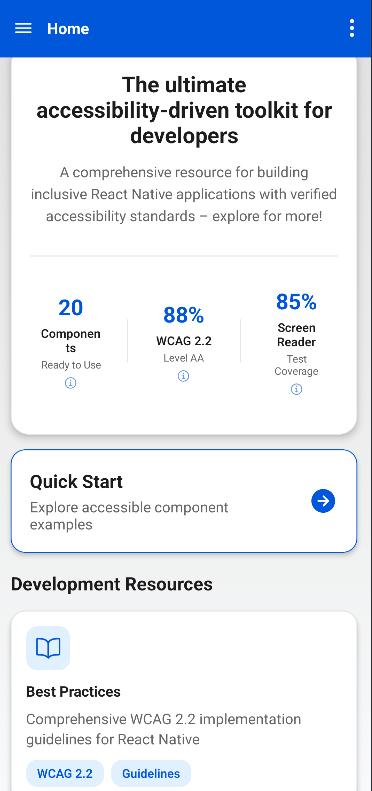 Home
The ultimate
accessibility-driven toolkit for
developers
A comprehensive resource for building
inclusive React Native applications with verified
accessibility standards – explore for more!
20
Componen
ts
Ready to Use
88%
WCAG 2.2
Level AA
85%
Screen
Reader
Test
Coverage
Quick Start
Explore accessible component
examples
Development Resources
Best Practices
Comprehensive WCAG 2.2 implementation
guidelines for React Native
WCAG 2.2
Guidelines